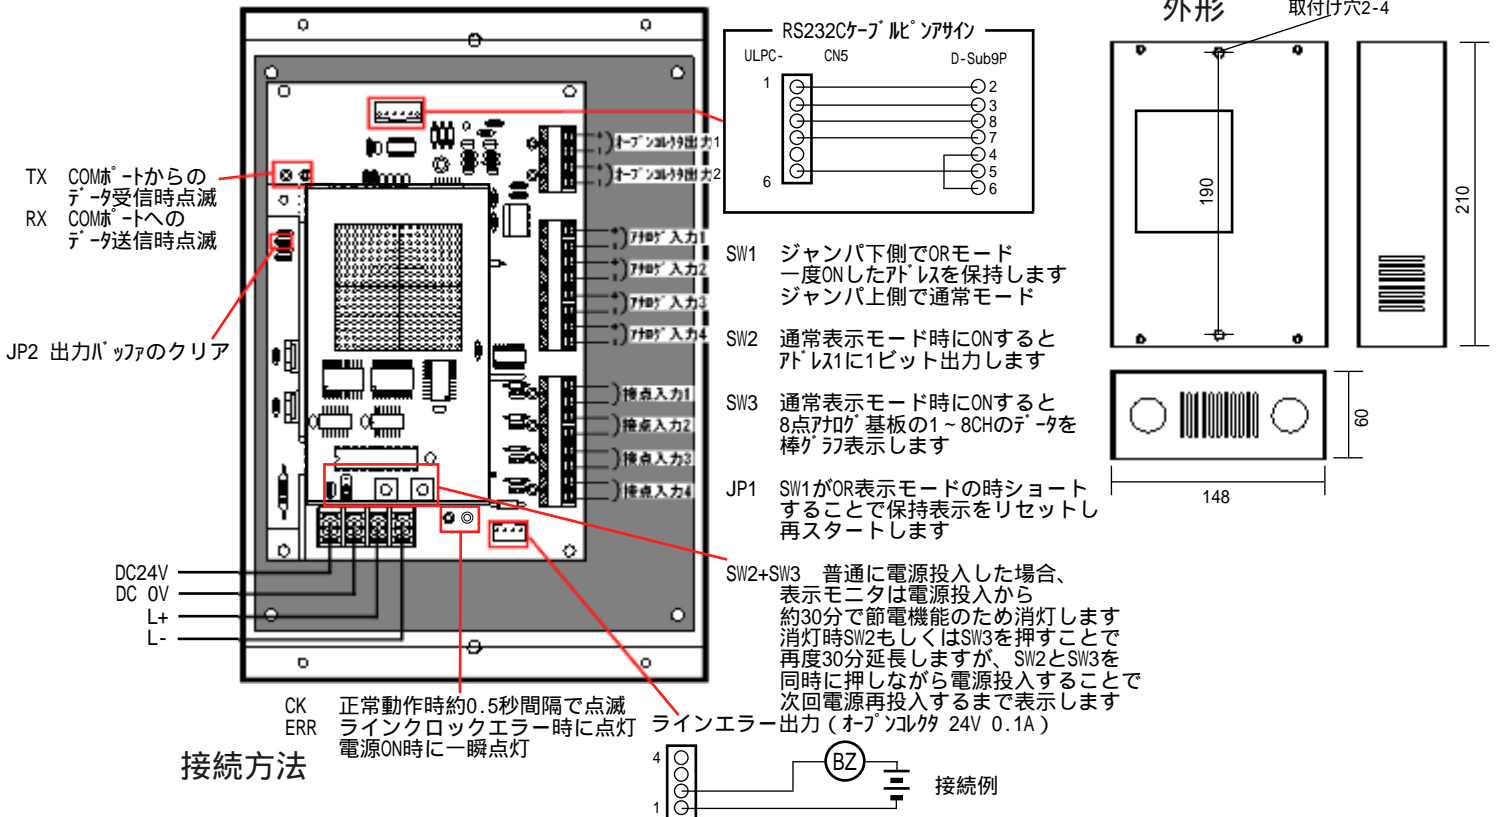 外形
取付け穴2-4
RS232Cケーブルピンアサイン
ULPC-
CN5
D-Sub9P
1
2
3
8
7
4
5
6
6
オープンコレクタ出力1
オープンコレクタ出力2
アナログ入力1
アナログ入力2
アナログ入力3
アナログ入力4
接点入力1
接点入力2
接点入力3
接点入力4
TX COMポートからの
データ受信時点滅
RX COMポートへの
データ送信時点滅
JP2 出力バッファのクリア
DC24V
DC 0V
L+
L-
SW1 ジャンパ下側でORモード
一度ONしたアドレスを保持します
ジャンパ上側で通常モード
SW2 通常表示モード時にONすると
アドレス1に1ビット出力します
SW3 通常表示モード時にONすると
8点アナログ基板の1~8CHのデータを
棒グラフ表示します
JP1 SW1がOR表示モードの時ショート
することで保持表示をリセットし
再スタートします
SW2+SW3 普通に電源投入した場合、
表示モニタは電源投入から
約30分で節電機能のため消灯します
消灯時SW2もしくはSW3を押すことで
再度30分延長しますが、SW2とSW3を
同時に押しながら電源投入することで
次回電源再投入するまで表示します
190
210
60
148
CK 正常動作時約0.5秒間隔で点滅
ERR ラインクロックエラー時に点灯
電源ON時に一瞬点灯
接続方法
ラインエラー出力(オープンコレクタ 24V 0.1A)
4
1
BZ
接続例